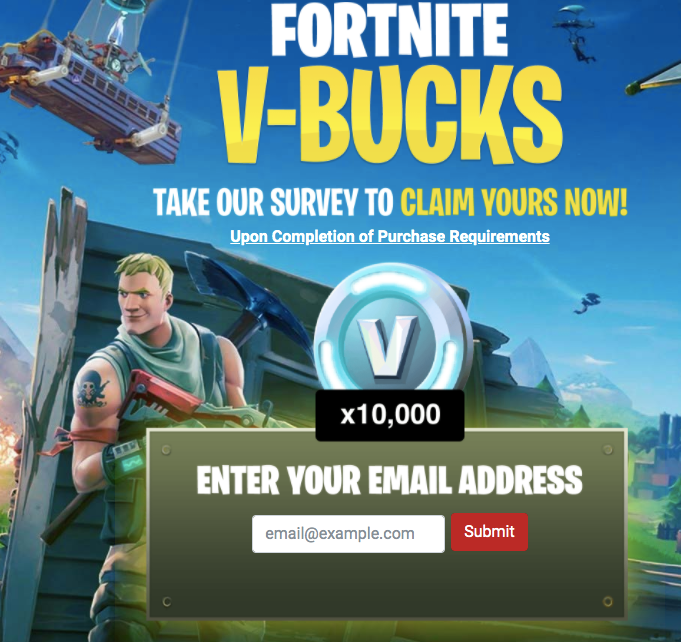 FORTNITE
V-BUCKS
TAKE OUR SURVEY TO CLAIM YOURS NOW!
Upon Completion of Purchase Requirements
V
x10,000
ENTER YOUR EMAIL ADDRESS
email@example.com Submit